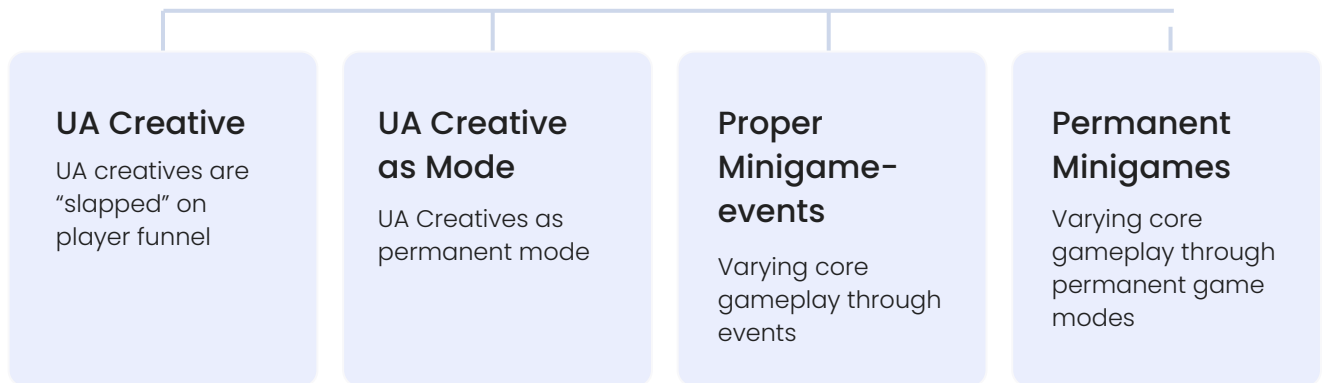 UA Creative
UA creatives are
“slapped” on
player funnel
UA Creative
as Mode
UA Creatives as
permanent mode
Proper
Minigame-
events
Varying core
gameplay through
events
Permanent
Minigames
Varying core
gameplay through
permanent game
modes